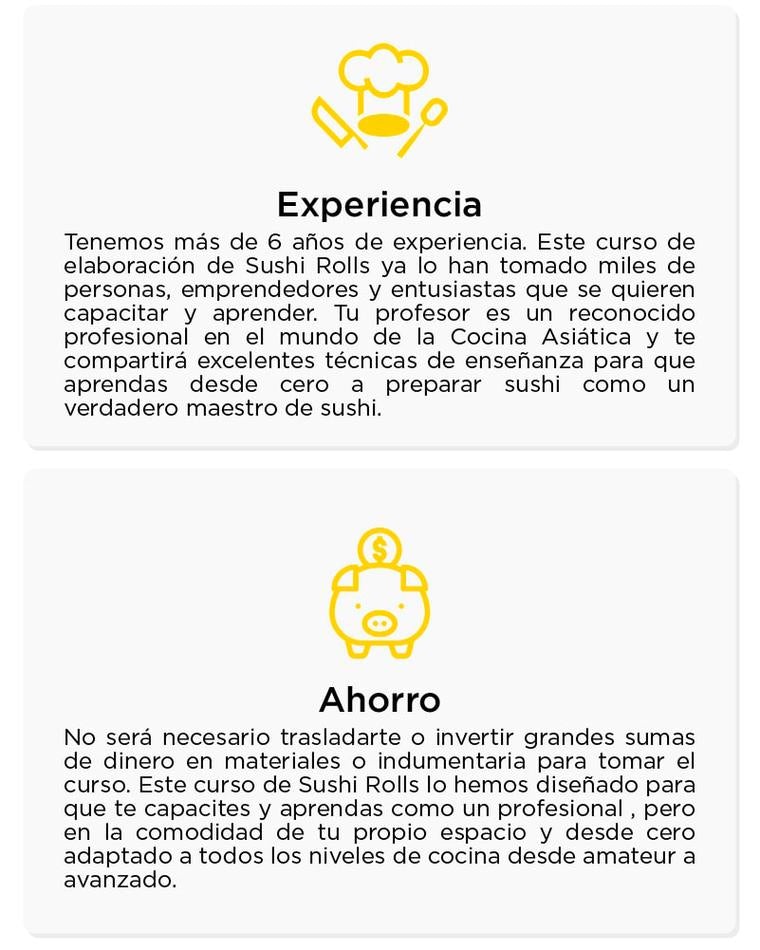 Experiencia
Tenemos más de 6 años de experiencia. Este curso de
elaboración de Sushi Rolls ya lo han tomado miles de
personas, emprendedores y entusiastas que se quieren
capacitar y aprender. Tu profesor es un reconocido
profesional en el mundo de la Cocina Asiática y te
compartirá excelentes técnicas de enseñanza para que
aprendas desde cero a preparar sushi como un
verdadero maestro de sushi.
$
Ahorro
No será necesario trasladarte o invertir grandes sumas
de dinero en materiales o indumentaria para tomar el
curso. Este curso de Sushi Rolls lo hemos diseñado para
que te capacites y aprendas como un profesional , pero
en la comodidad de tu propio espacio y desde cero
adaptado a todos los niveles de cocina desde amateur a
avanzado.